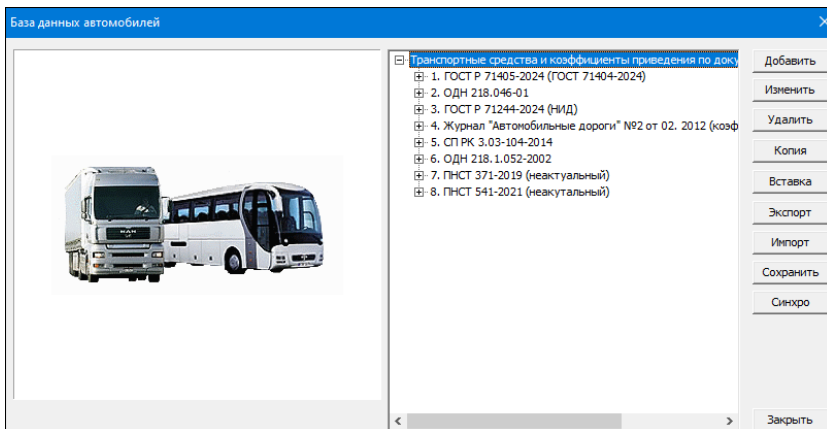 База данных автомобилей
Транспортные средства и коэффициенты приведения по доку
1. ГОСТ Р 71405-2024 (ГОСТ 71404-2024)
2. ОДН 218.046-01
3. ГОСТ Р 71244-2024 (НИД)
4. Журнал "Автомобильные дороги" №2 от 02. 2012 (коэф
5. СП РК 3.03-104-2014
6. ОДН 218.1.052-2002
7. ПНСТ 371-2019 (неактуальный)
8. ПНСТ 541-2021 (неакутальный)
Добавить
Изменить
Удалить
Копия
Вставка
Экспорт
Импорт
Сохранить
Синхро
Закрыть
MAN